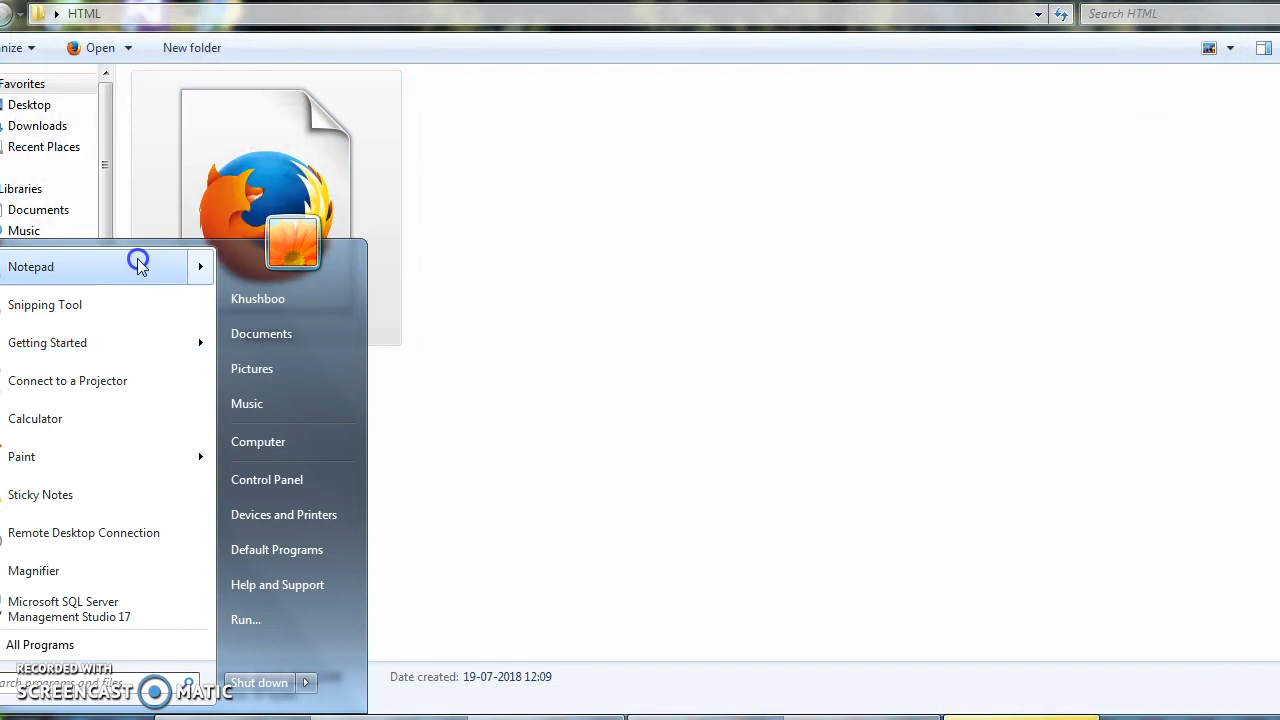 HTML
Search HTML
nize
Open
New folder
Favorites
Desktop
Downloads
Recent Places
Libraries
Documents
Music
Notepad
Snipping Tool
Getting Started
Connect to a Projector
Calculator
Paint
Sticky Notes
Remote Desktop Connection
Magnifier
Microsoft SQL Server
Management Studio 17
All Programs
Khushboo
Documents
Pictures
Music
Computer
Control Panel
Devices and Printers
Default Programs
Help and Support
Run...
Shut down
Date created: 19-07-2018 12:09
RECORDED WITH
SCREENCAST MATIC